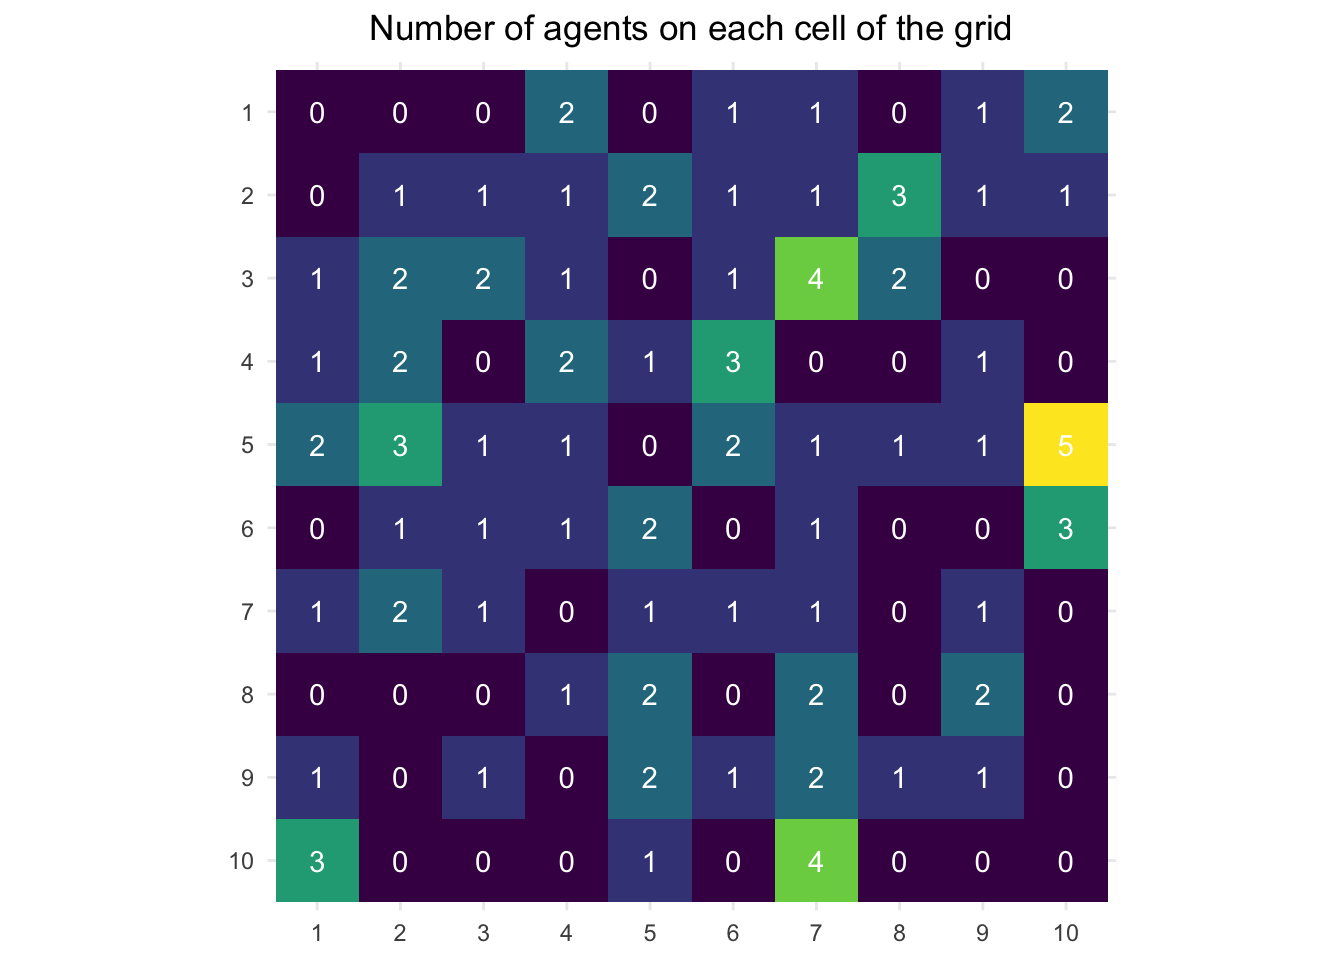 Number of agents on each cell of the grid
1 0 0 0 2 0 1 1 0 1 2
2 0 1 1 1 2 1 1 3 1 1
3 1 2 2 1 0 1 4 2 0 0
4 1 2 0 2 1 3 0 0 1 0
5 2 3 1 1 0 2 1 1 1 5
6 0 1 1 1 2 0 1 0 0 3
7 1 2 1 0 1 1 1 0 1 0
8 0 0 0 1 2 0 2 0 2 0
9 1 0 1 0 2 1 2 1 1 0
10 3 0 0 0 1 0 4 0 0 0
1 2 3 4 5 6 7 8 9 10